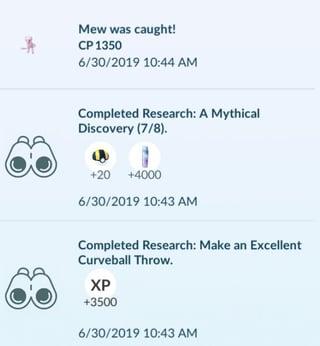 Mew was caught!
CP 1350
6/30/2019 10:44 AM
Completed Research: A Mythical
Discovery (7/8).
+20 +4000
6/30/2019 10:43 AM
Completed Research: Make an Excellent
Curveball Throw.
XP
+3500
6/30/2019 10:43 AM